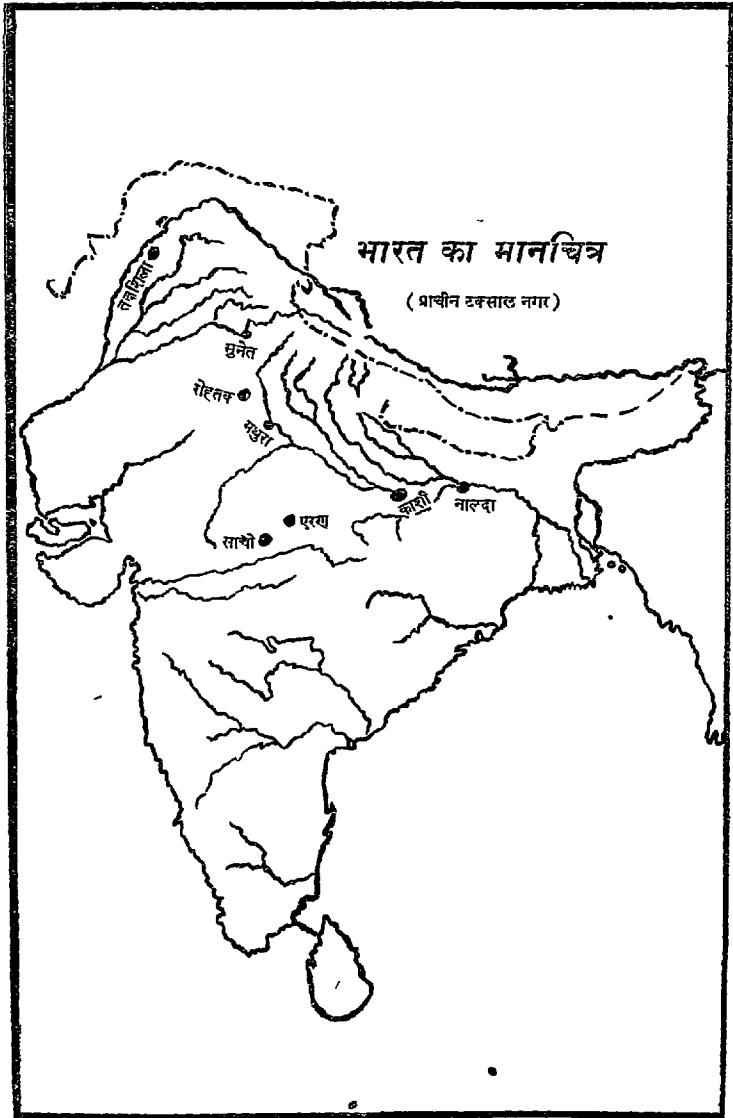 भारत का मानचित्र
( प्राचीन टकसाल नगर )
तक्षशिला
सुनेत
रोहतक
मथुरा
काशी
नालन्दा
एरण
साची